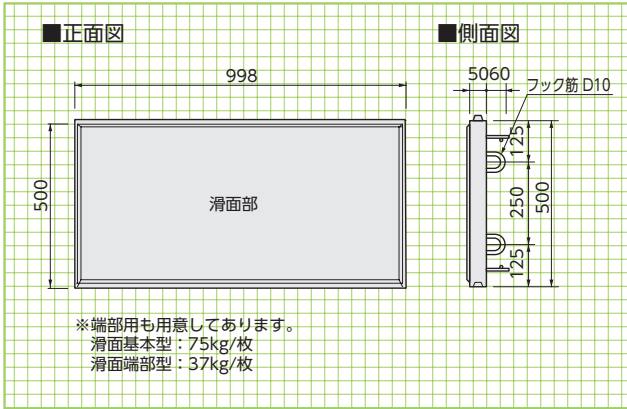 ■正面図
998
500
滑面部
※端部用も用意してあります。
滑面基本型：75kg/枚
滑面端部型：37kg/枚
■側面図
5060
フック筋 D10
125
250
500
125